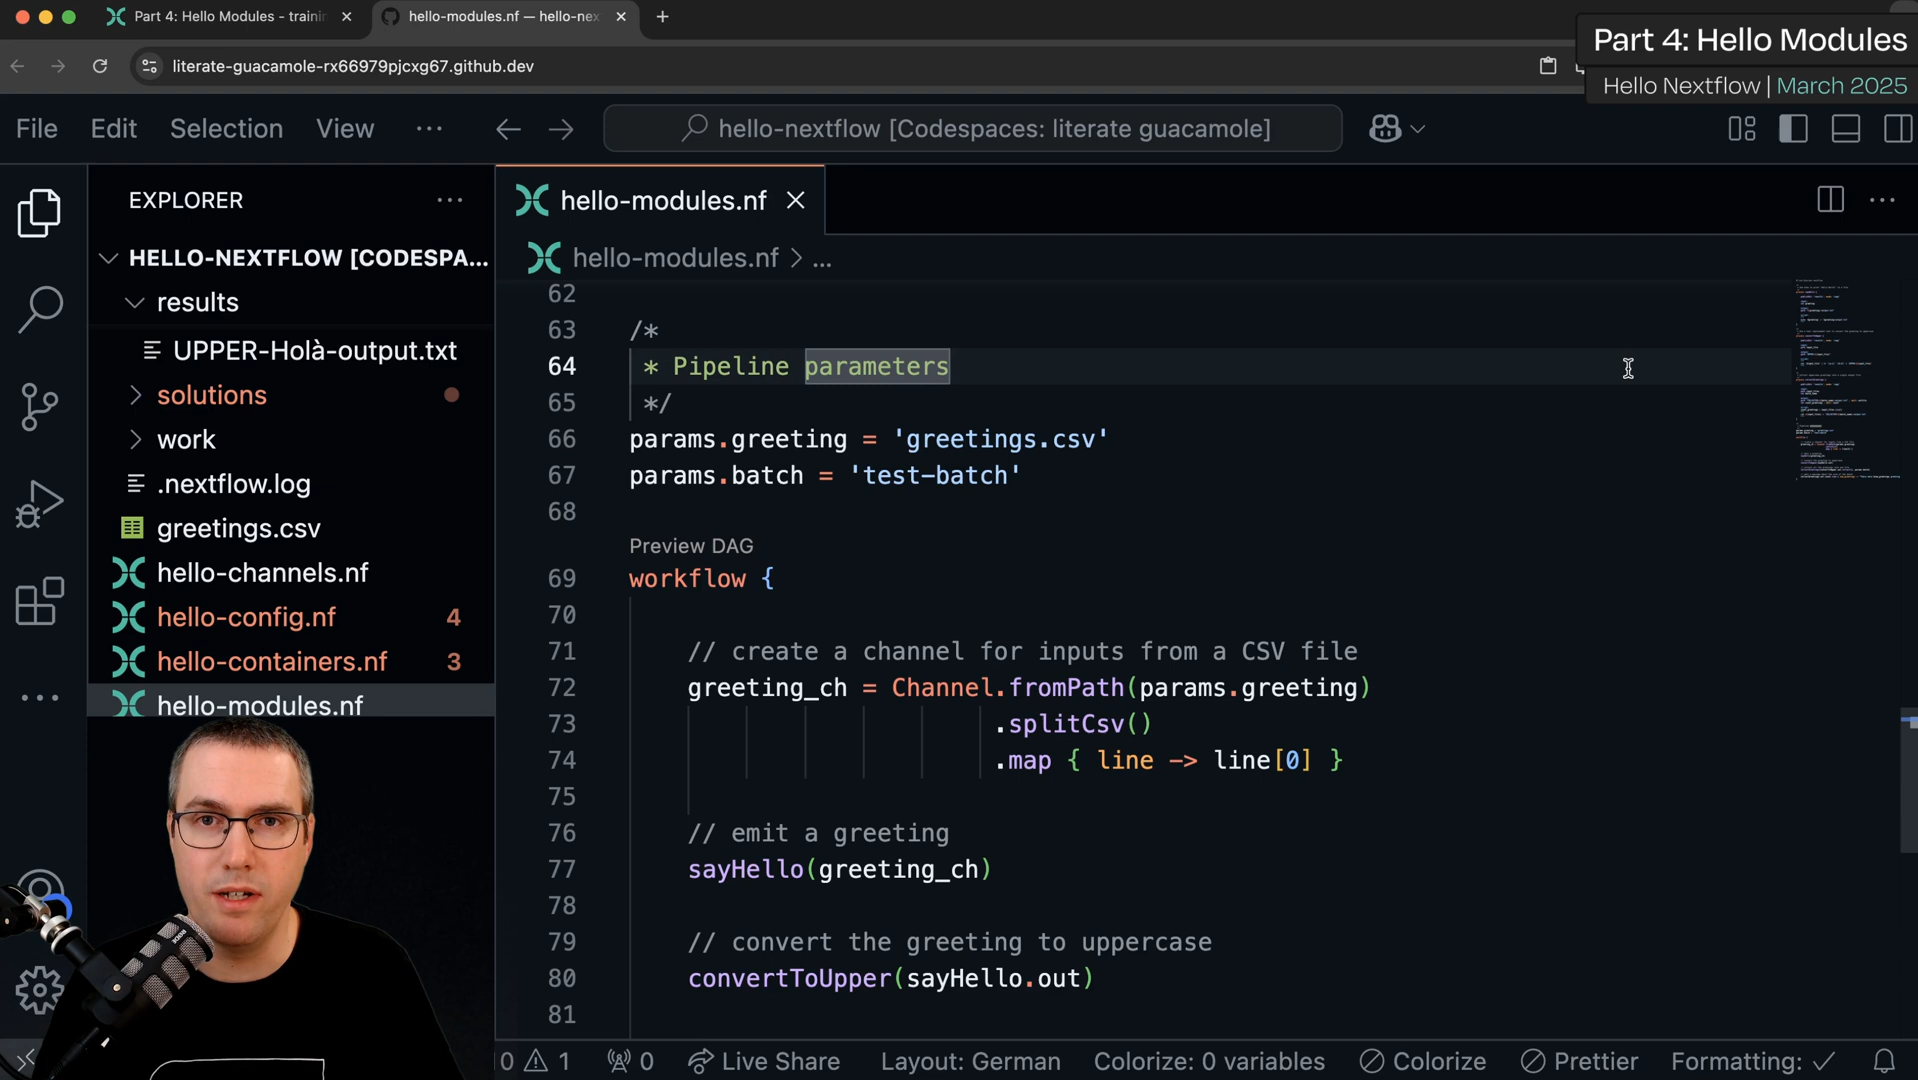 Part 4: Hello Modules - traini
hello-modules.nf — hello-nex
Part 4: Hello Modules
Hello Nextflow | March 2025
literate-guacamole-rx66979pjcxg67.github.dev
File Edit Selection View ···
hello-nextflow [Codespaces: literate guacamole]
EXPLORER
HELLO-NEXTFLOW [CODESPA...
results
UPPER-Holà-output.txt
solutions
work
.nextflow.log
greetings.csv
hello-channels.nf
hello-config.nf 4
hello-containers.nf 3
hello-modules.nf
hello-modules.nf
hello-modules.nf > ...
62
63 /*
64 * Pipeline parameters
65 */
66 params.greeting = 'greetings.csv'
67 params.batch = 'test-batch'
68
Preview DAG
69 workflow {
70
71 // create a channel for inputs from a CSV file
72 greeting_ch = Channel.fromPath(params.greeting)
73 .splitCsv()
74 .map { line -> line[0] }
75
76 // emit a greeting
77 sayHello(greeting_ch)
78
79 // convert the greeting to uppercase
80 convertToUpper(sayHello.out)
81
0 1 0 Live Share Layout: German Colorize: 0 variables Colorize Prettier Formatting: ✓